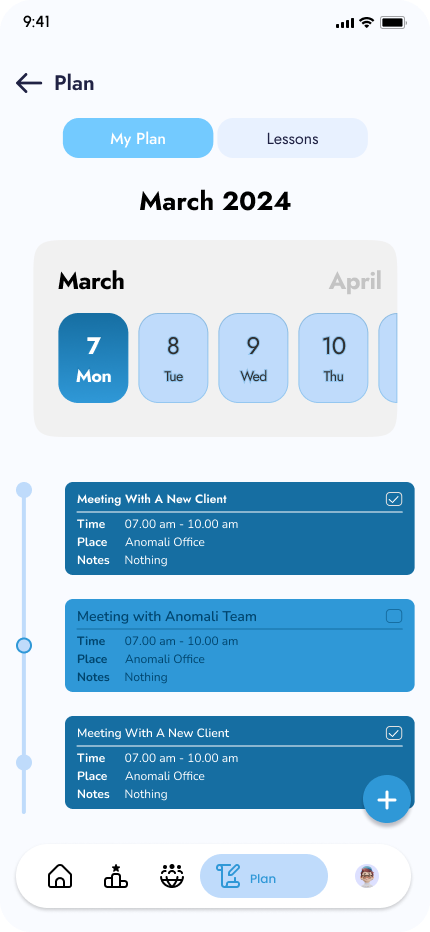 9:41
Plan
My Plan
Lessons
March 2024
March
April
7
8
9
10
Mon
Tue
Wed
Thu
Meeting With A New Client
Time 07.00 am - 10.00 am
Place Anomali Office
Notes Nothing
Meeting with Anomali Team
Time 07.00 am - 10.00 am
Place Anomali Office
Notes Nothing
Meeting With A New Client
Time 07.00 am - 10.00 am
Place Anomali Office
Notes Nothing
Plan